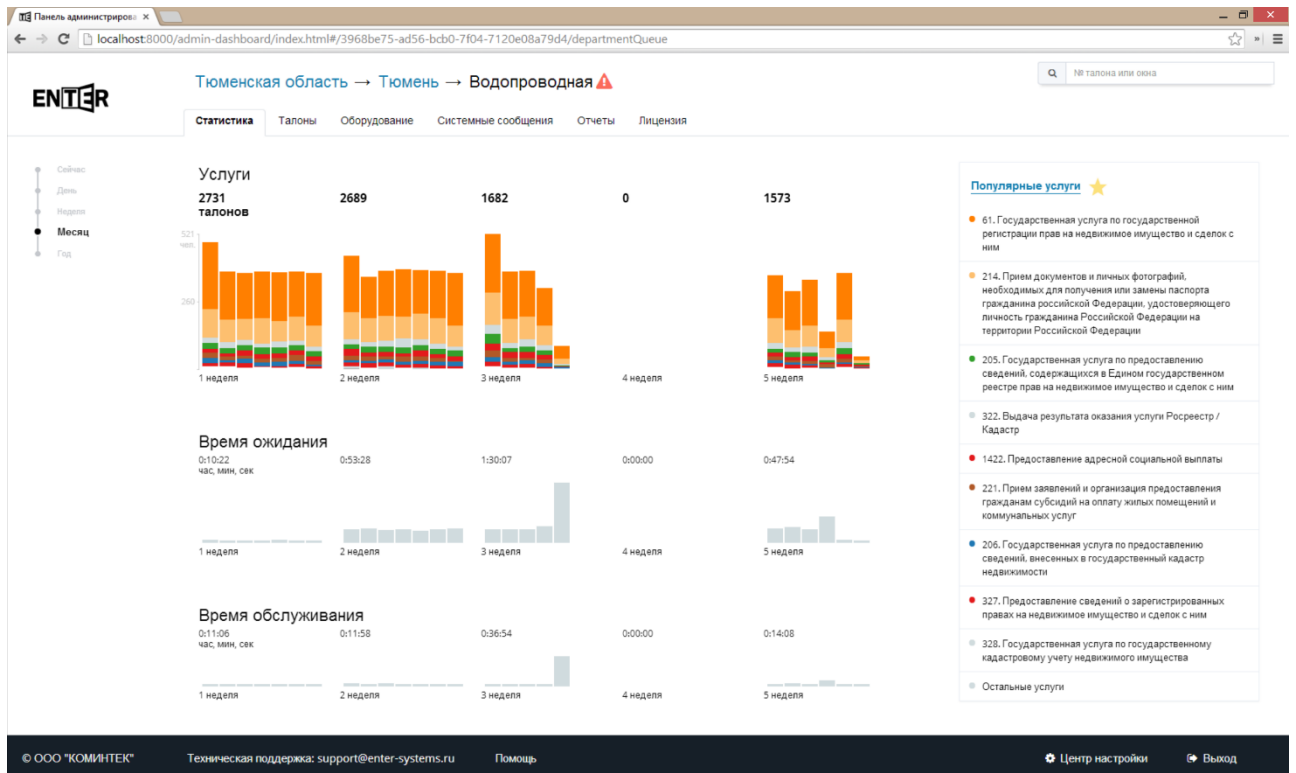 Панель администрирова ×
localhost:8000/admin-dashboard/index.html#/3968be75-ad56-bcb0-7f04-7120e08a79d4/departmentQueue
ENTER
Тюменская область → Тюмень → Водопроводная
№ талона или окна
Статистика Талоны Оборудование Системные сообщения Отчеты Лицензия
Сейчас
День
Неделя
Месяц
Год
Услуги
2731 2689 1682 0 1573
талонов
521
чел.
260
1 неделя 2 неделя 3 неделя 4 неделя 5 неделя
Время ожидания
0:10:22 0:53:28 1:30:07 0:00:00 0:47:54
час, мин, сек
1 неделя 2 неделя 3 неделя 4 неделя 5 неделя
Время обслуживания
0:11:06 0:11:58 0:36:54 0:00:00 0:14:08
час, мин, сек
1 неделя 2 неделя 3 неделя 4 неделя 5 неделя
Популярные услуги
61. Государственная услуга по государственной
регистрации прав на недвижимое имущество и сделок с
ним
214. Прием документов и личных фотографий,
необходимых для получения или замены паспорта
гражданина российской Федерации, удостоверяющего
личность гражданина Российской Федерации на
территории Российской Федерации
205. Государственная услуга по предоставлению
сведений, содержащихся в Едином государственном
реестре прав на недвижимое имущество и сделок с ним
322. Выдача результата оказания услуги Росреестр /
Кадастр
1422. Предоставление адресной социальной выплаты
221. Прием заявлений и организация предоставления
гражданам субсидий на оплату жилых помещений и
коммунальных услуг
206. Государственная услуга по предоставлению
сведений, внесенных в государственный кадастр
недвижимости
327. Предоставление сведений о зарегистрированных
правах на недвижимое имущество и сделок с ним
328. Государственная услуга по государственному
кадастровому учету недвижимого имущества
Остальные услуги
© ООО "КОМИНТЕК" Техническая поддержка: support@enter-systems.ru Помощь Центр настройки Выход